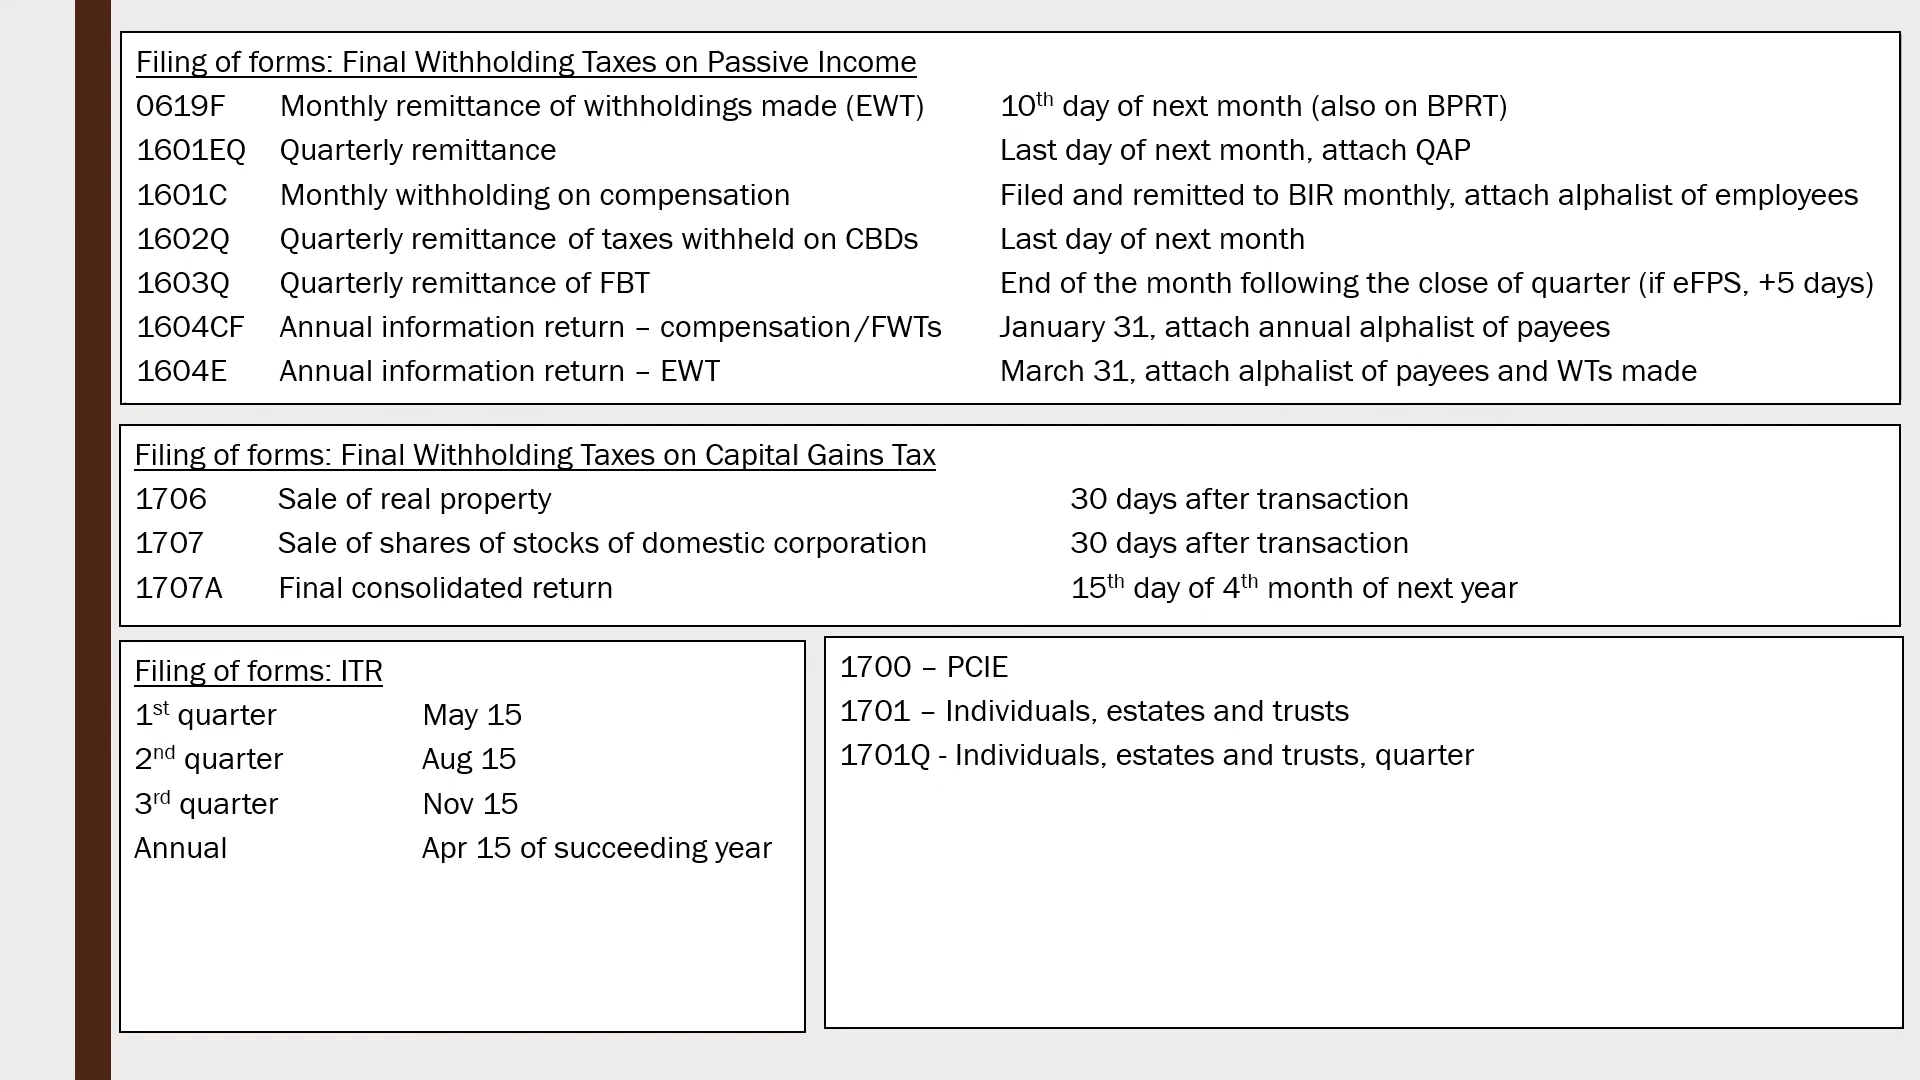 Filing of forms: Final Withholding Taxes on Passive Income
0619F Monthly remittance of withholdings made (EWT) 10th day of next month (also on BPRT)
1601EQ Quarterly remittance Last day of next month, attach QAP
1601C Monthly withholding on compensation Filed and remitted to BIR monthly, attach alphalist of employees
1602Q Quarterly remittance of taxes withheld on CBDs Last day of next month
1603Q Quarterly remittance of FBT End of the month following the close of quarter (if eFPS, +5 days)
1604CF Annual information return – compensation/FWTs January 31, attach annual alphalist of payees
1604E Annual information return – EWT March 31, attach alphalist of payees and WTs made
Filing of forms: Final Withholding Taxes on Capital Gains Tax
1706 Sale of real property 30 days after transaction
1707 Sale of shares of stocks of domestic corporation 30 days after transaction
1707A Final consolidated return 15th day of 4th month of next year
Filing of forms: ITR
1st quarter May 15
2nd quarter Aug 15
3rd quarter Nov 15
Annual Apr 15 of succeeding year
1700 – PCIE
1701 – Individuals, estates and trusts
1701Q - Individuals, estates and trusts, quarter